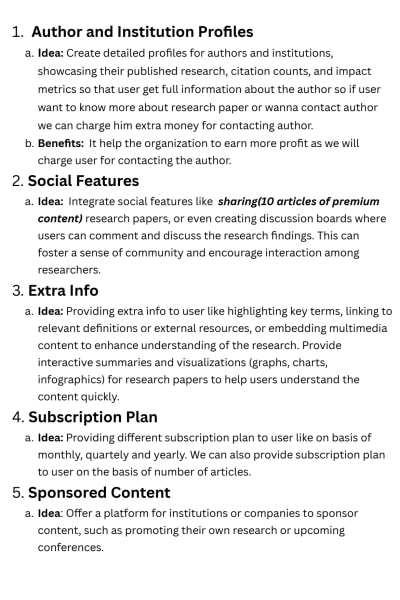 1. Author and Institution Profiles
a. Idea: Create detailed profiles for authors and institutions,
showcasing their published research, citation counts, and impact
metrics so that user get full information about the author so if user
want to know more about research paper or wanna contact author
we can charge him extra money for contacting author.
b. Benefits: It help the organization to earn more profit as we will
charge user for contacting the author.
2. Social Features
a. Idea: Integrate social features like sharing(10 articles of premium
content) research papers, or even creating discussion boards where
users can comment and discuss the research findings. This can
foster a sense of community and encourage interaction among
researchers.
3. Extra Info
a. Idea: Providing extra info to user like highlighting key terms, linking to
relevant definitions or external resources, or embedding multimedia
content to enhance understanding of the research. Provide
interactive summaries and visualizations (graphs, charts,
infographics) for research papers to help users understand the
content quickly.
4. Subscription Plan
a. Idea: Providing different subscription plan to user like on basis of
monthly, quartely and yearly. We can also provide subscription plan
to user on the basis of number of articles.
5. Sponsored Content
a. Idea: Offer a platform for institutions or companies to sponsor
content, such as promoting their own research or upcoming
conferences.